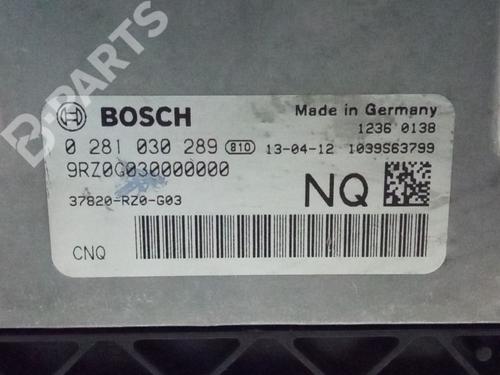 B-PARTS
BOSCH
Made in Germany
1236 0138
0 281 030 289 810 13-04-12 1039S63799
9RZ0G030000000
37820-RZ0-G03
NQ
CNQ